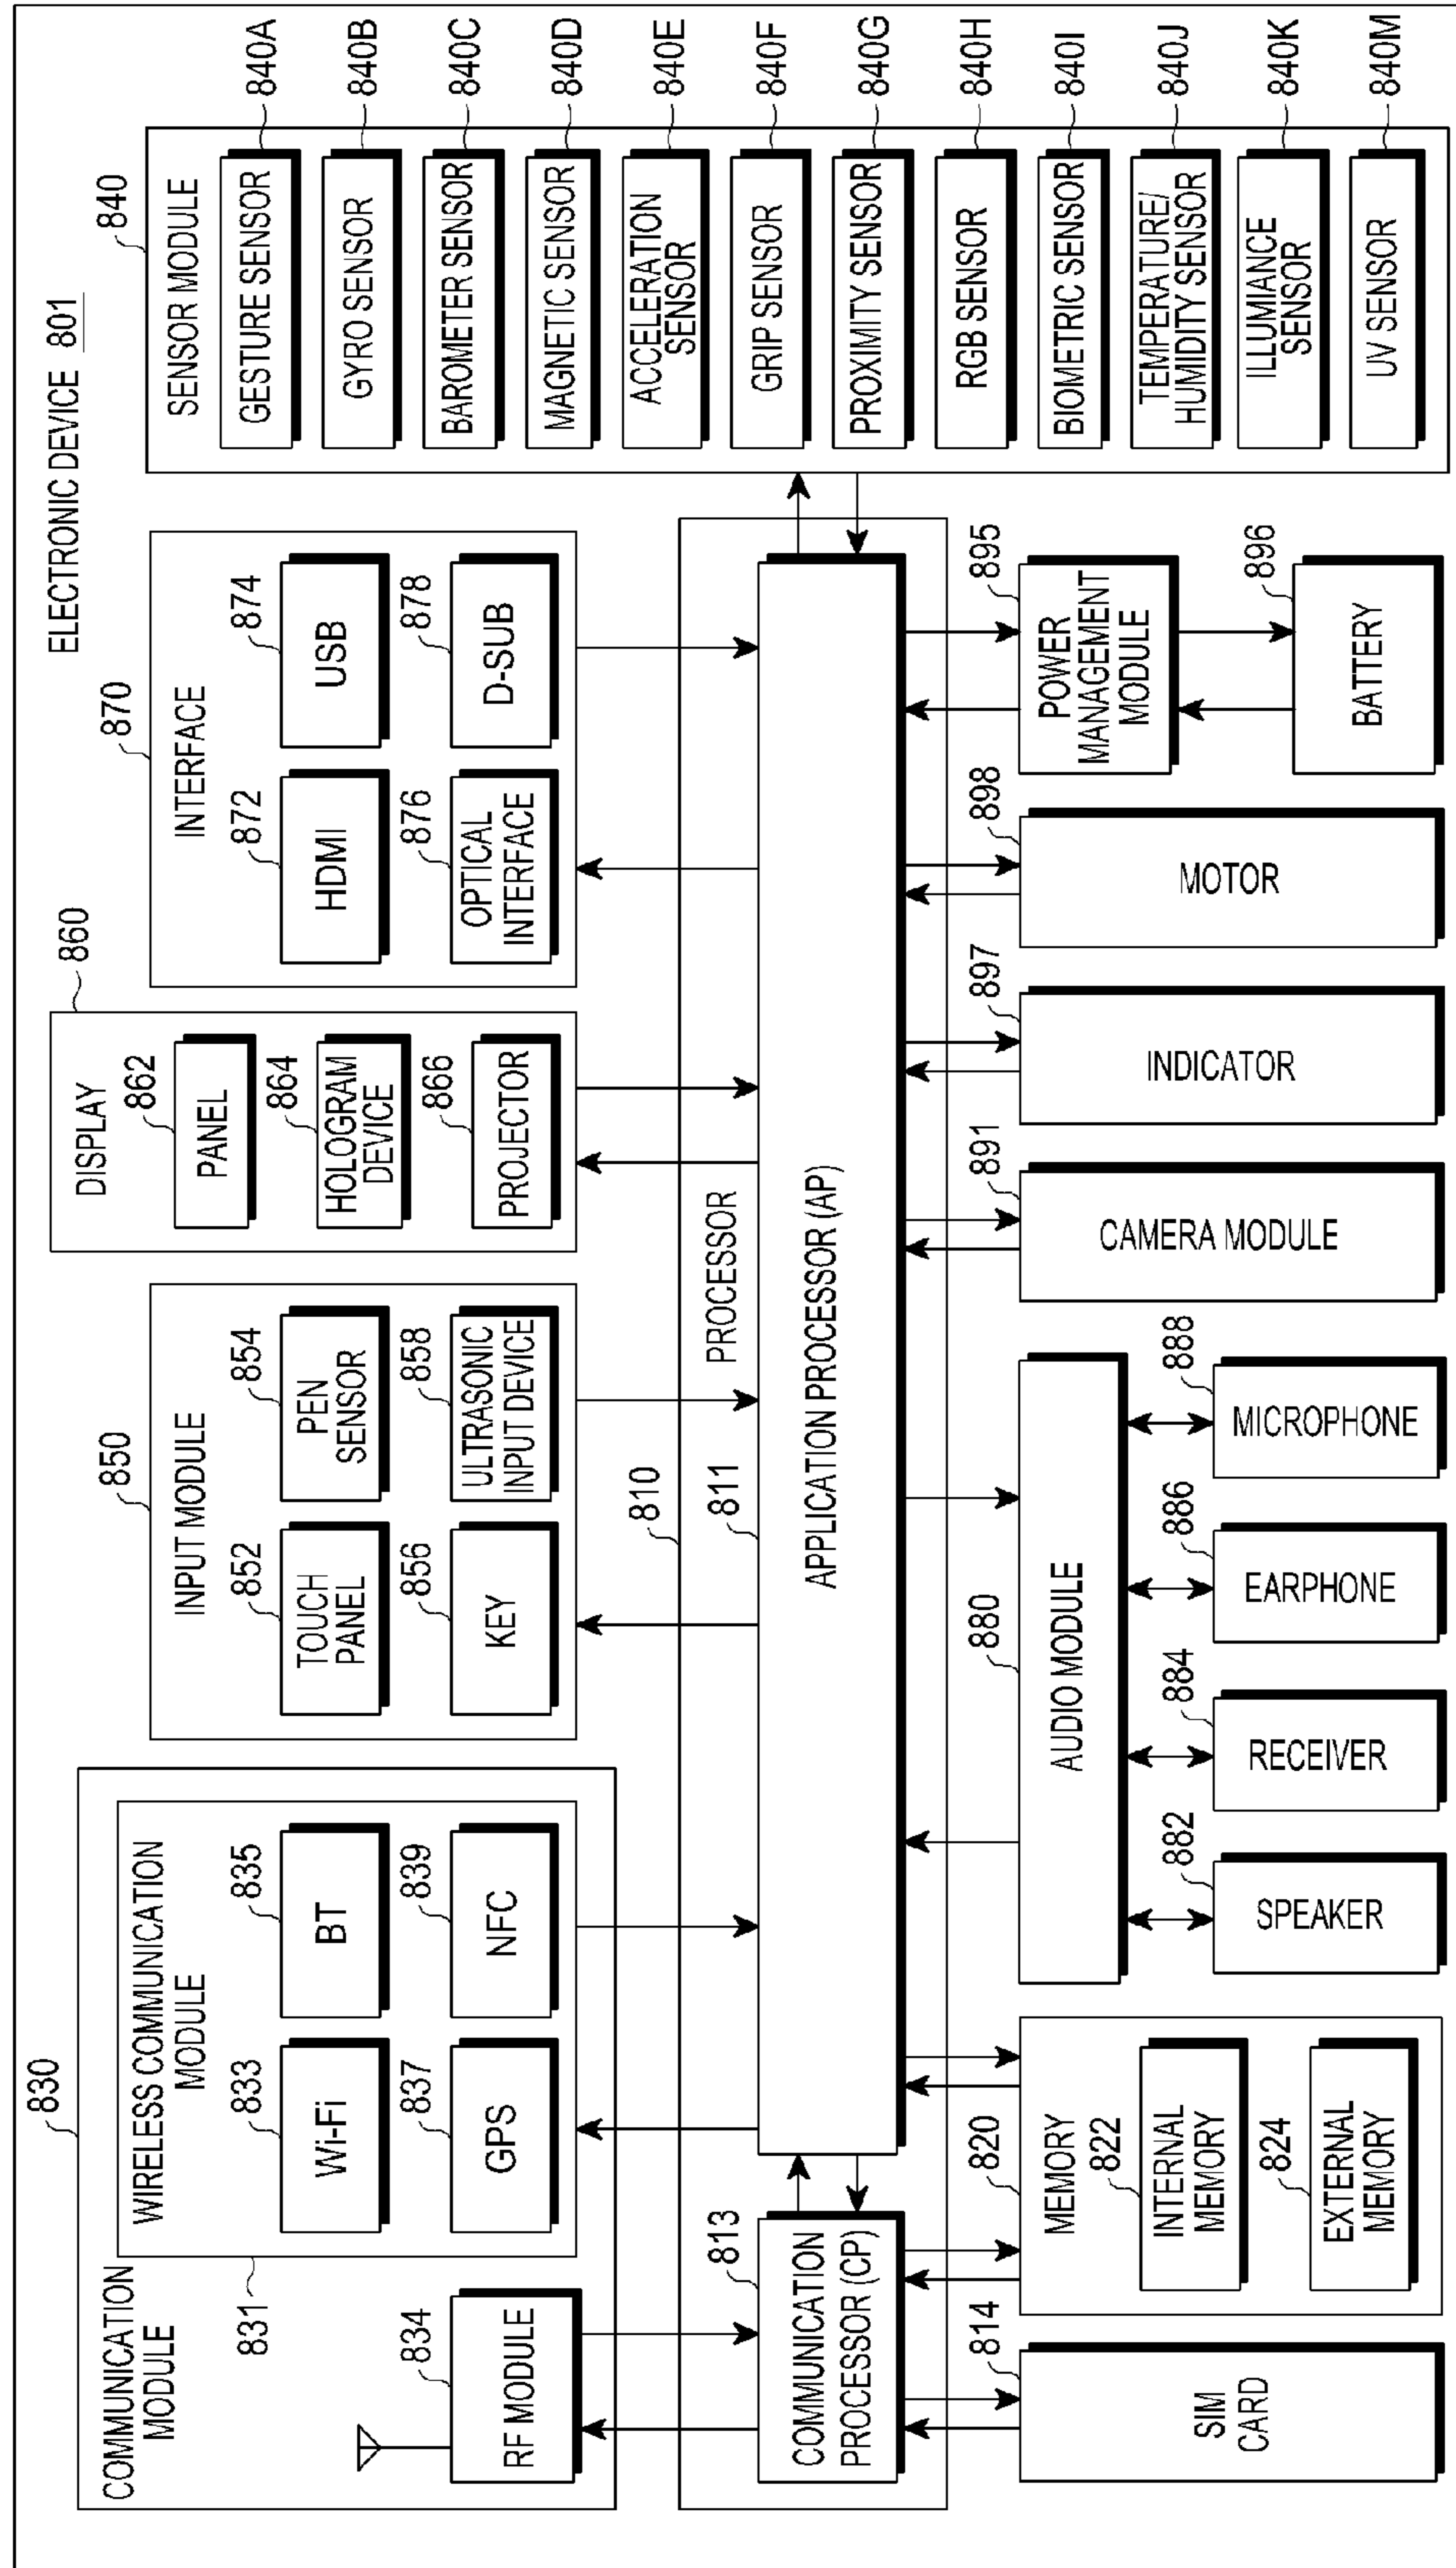 ELECTRONIC DEVICE 801
830
COMMUNICATION
MODULE
831
WIRELESS COMMUNICATION
MODULE
833
Wi-Fi
835
BT
837
GPS
839
NFC
834
RF MODULE
850
INPUT MODULE
852
TOUCH
PANEL
854
PEN
SENSOR
856
KEY
858
ULTRASONIC
INPUT DEVICE
860
DISPLAY
862
PANEL
864
HOLOGRAM
DEVICE
866
PROJECTOR
870
INTERFACE
872
HDMI
874
USB
876
OPTICAL
INTERFACE
878
D-SUB
840
SENSOR MODULE
GESTURE SENSOR
840A
GYRO SENSOR
840B
BAROMETER SENSOR
840C
MAGNETIC SENSOR
840D
ACCELERATION
SENSOR
840E
GRIP SENSOR
840F
PROXIMITY SENSOR
840G
RGB SENSOR
840H
BIOMETRIC SENSOR
840I
TEMPERATURE/
HUMIDITY SENSOR
840J
ILLUMIANCE
SENSOR
840K
UV SENSOR
840M
810
PROCESSOR
811
APPLICATION PROCESSOR (AP)
813
COMMUNICATION
PROCESSOR (CP)
814
SIM
CARD
820
MEMORY
822
INTERNAL
MEMORY
824
EXTERNAL
MEMORY
880
AUDIO MODULE
882
SPEAKER
884
RECEIVER
886
EARPHONE
888
MICROPHONE
891
CAMERA MODULE
897
INDICATOR
898
MOTOR
895
POWER
MANAGEMENT
MODULE
896
BATTERY